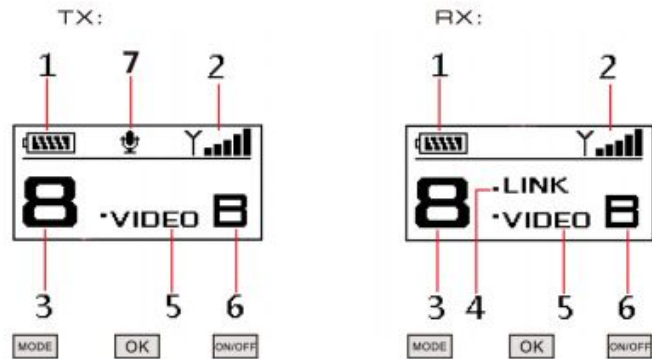 TX: RX:
1 7 2 1 2
8 ·VIDEO B 8 ·LINK
·VIDEO B
3 5 6 3 4 5 6
MODE OK ON/OFF MODE OK ON/OFF